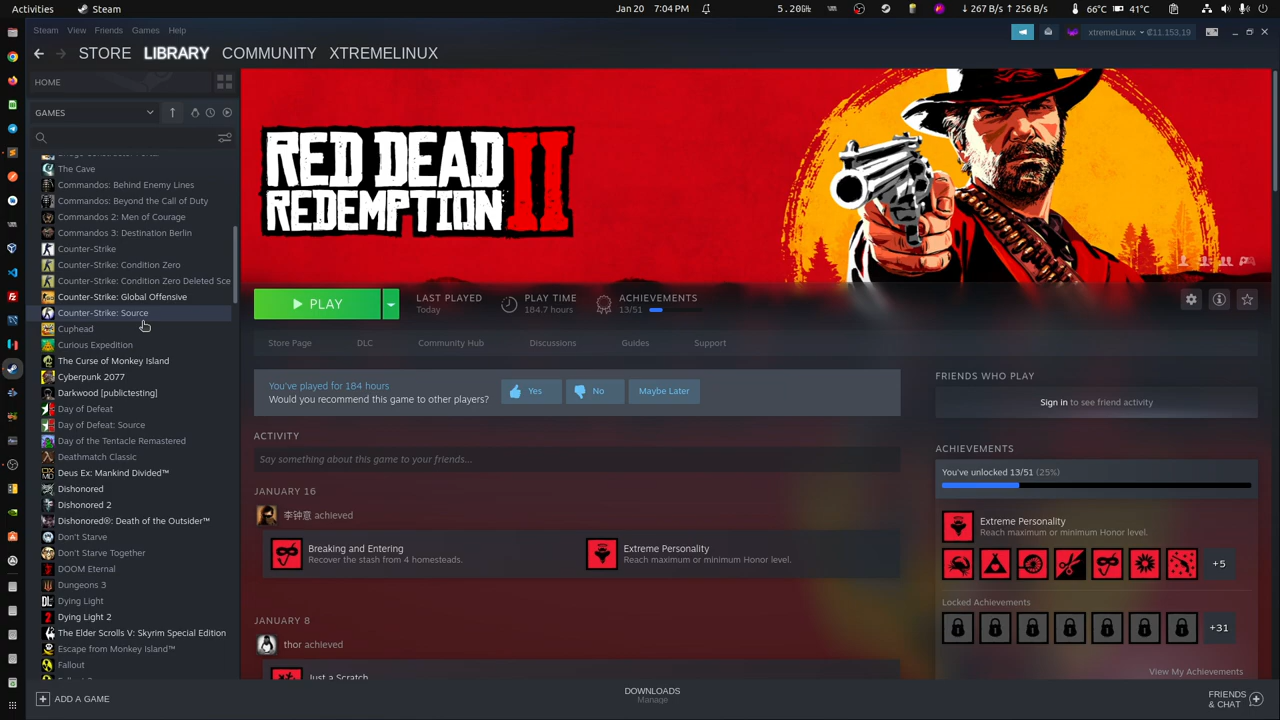 Activities
Steam
Jan 20 7:04 PM
5.20GHz
↓267 B/s ↑256 B/s
66°C
41°C
Steam View Friends Games Help
xtremeLinux
₡11.153,19
STORE LIBRARY COMMUNITY XTREMELINUX
HOME
GAMES
The Cave
Commandos: Behind Enemy Lines
Commandos: Beyond the Call of Duty
Commandos 2: Men of Courage
Commandos 3: Destination Berlin
Counter-Strike
Counter-Strike: Condition Zero
Counter-Strike: Condition Zero Deleted Sce
Counter-Strike: Global Offensive
Counter-Strike: Source
Cuphead
Curious Expedition
The Curse of Monkey Island
Cyberpunk 2077
Darkwood [publictesting]
Day of Defeat
Day of Defeat: Source
Day of the Tentacle Remastered
Deathmatch Classic
Deus Ex: Mankind Divided™
Dishonored
Dishonored 2
Dishonored®: Death of the Outsider™
Don't Starve
Don't Starve Together
DOOM Eternal
Dungeons 3
Dying Light
Dying Light 2
The Elder Scrolls V: Skyrim Special Edition
Escape from Monkey Island™
Fallout
ADD A GAME
RED DEAD
REDEMPTION II
PLAY
LAST PLAYED
Today
PLAY TIME
184.7 hours
ACHIEVEMENTS
13/51
Store Page
DLC
Community Hub
Discussions
Guides
Support
You've played for 184 hours
Would you recommend this game to other players?
Yes
No
Maybe Later
ACTIVITY
Say something about this game to your friends...
JANUARY 16
李钟意 achieved
Breaking and Entering
Recover the stash from 4 homesteads.
Extreme Personality
Reach maximum or minimum Honor level.
JANUARY 8
thor achieved
Just a Scratch
FRIENDS WHO PLAY
Sign in to see friend activity
ACHIEVEMENTS
You've unlocked 13/51 (25%)
Extreme Personality
Reach maximum or minimum Honor level.
+5
Locked Achievements
+31
View My Achievements
DOWNLOADS
Manage
FRIENDS
& CHAT